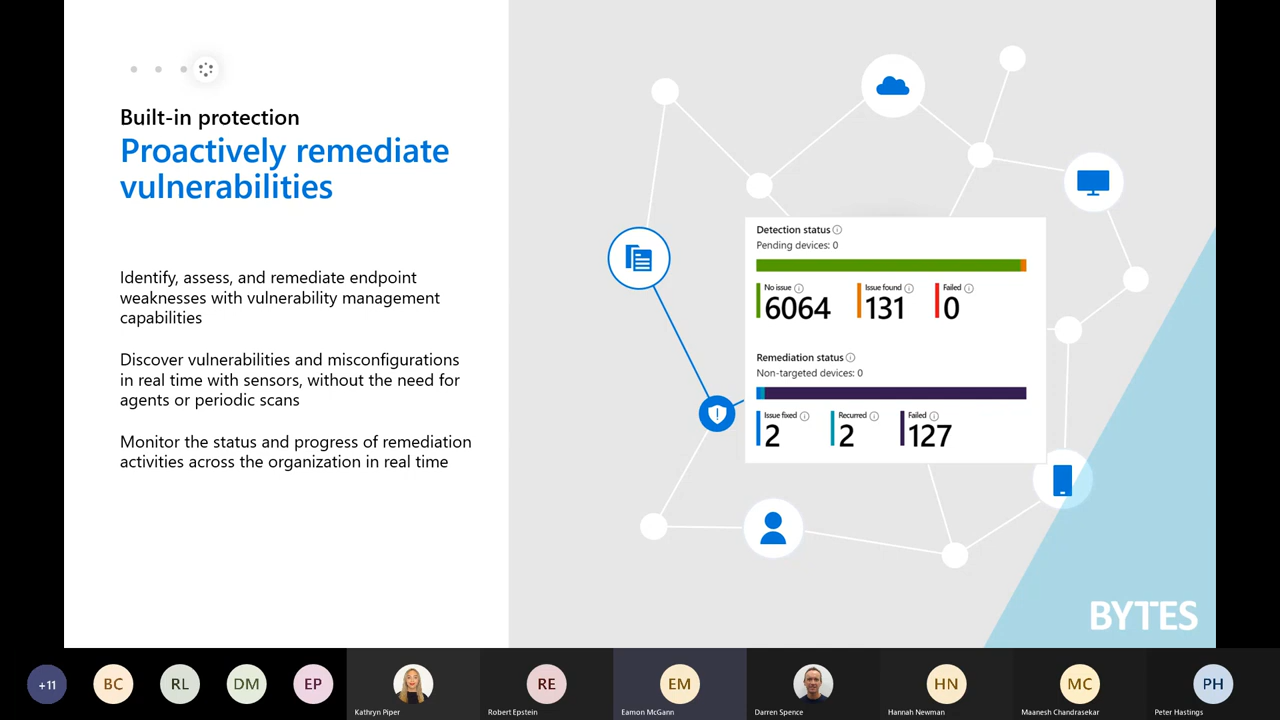 Built-in protection
Proactively remediate
vulnerabilities
Identify, assess, and remediate endpoint
weaknesses with vulnerability management
capabilities
Discover vulnerabilities and misconfigurations
in real time with sensors, without the need for
agents or periodic scans
Monitor the status and progress of remediation
activities across the organization in real time
Detection status
Pending devices: 0
No issue
Issue found
Failed
6064
131
0
Remediation status
Non-targeted devices: 0
Issue fixed
Recurred
Failed
2
2
127
BYTES
+11
BC
RL
DM
EP
RE
EM
HN
MC
PH
Kathryn Piper
Robert Epstein
Eamon McGann
Darren Spence
Hannah Newman
Maanesh Chandrasekar
Peter Hastings